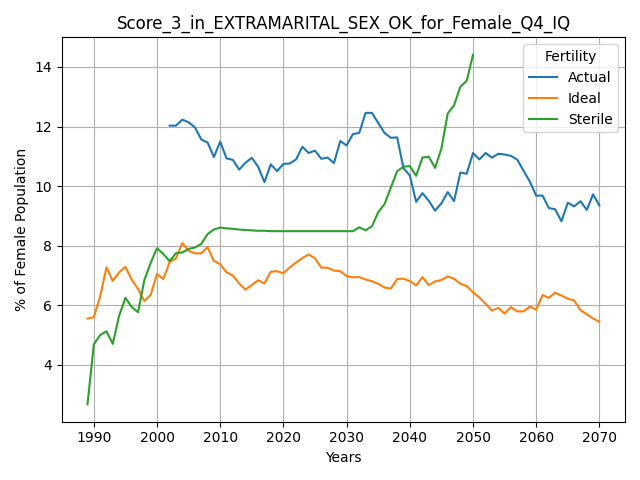 Score_3_in_EXTRAMARITAL_SEX_OK_for_Female_Q4_IQ
Fertility
Actual
Ideal
Sterile
% of Female Population
14
12
10
8
6
4
1990 2000 2010 2020 2030 2040 2050 2060 2070
Years